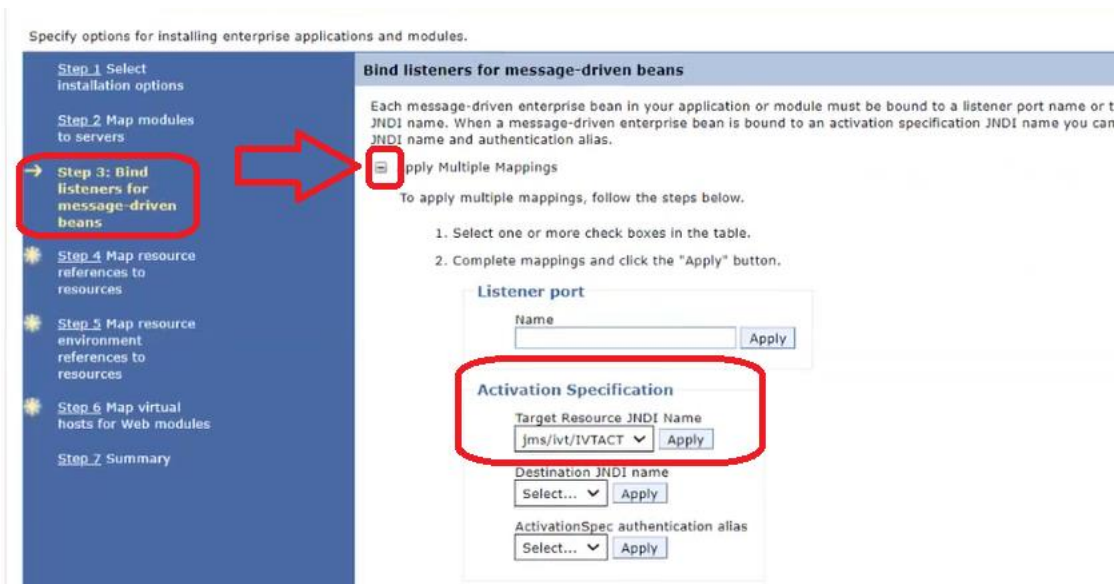 Specify options for installing enterprise applications and modules.
Step 1 Select
installation options
Step 2 Map modules
to servers
Step 3: Bind
listeners for
message-driven
beans
Step 4 Map resource
references to
resources
Step 5 Map resource
environment
references to
resources
Step 6 Map virtual
hosts for Web modules
Step 7 Summary
Bind listeners for message-driven beans
Each message-driven enterprise bean in your application or module must be bound to a listener port name or t
JNDI name. When a message-driven enterprise bean is bound to an activation specification JNDI name you can
JNDI name and authentication alias.
pply Multiple Mappings
To apply multiple mappings, follow the steps below.
1. Select one or more check boxes in the table.
2. Complete mappings and click the "Apply" button.
Listener port
Name
Apply
Activation Specification
Target Resource JNDI Name
jms/ivt/IVTACT Apply
Destination JNDI name
Select... Apply
ActivationSpec authentication alias
Select... Apply